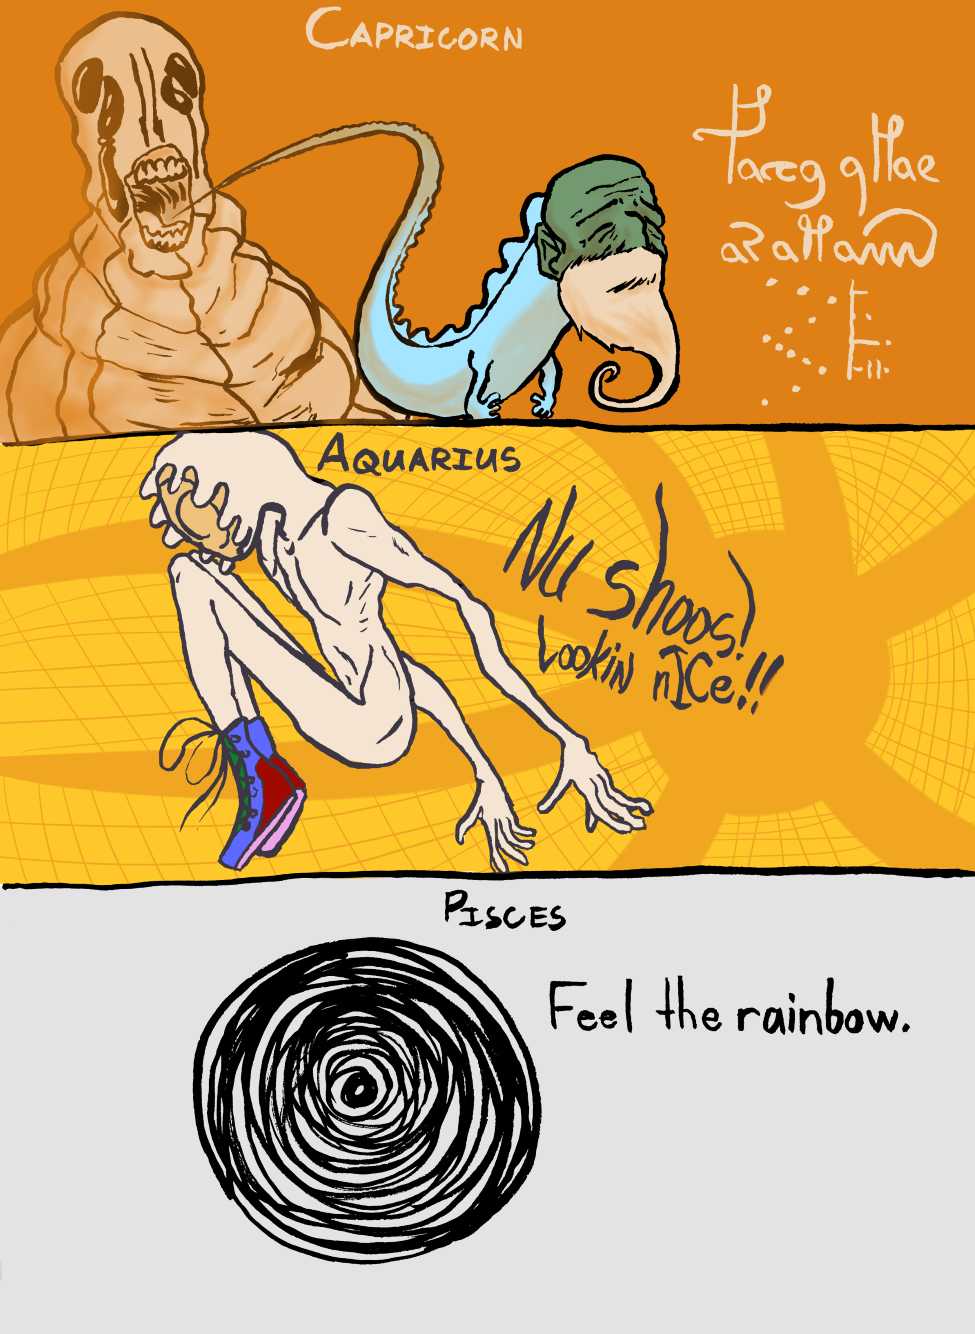 Capricorn
Aquarius
Nu shoos!
Lookin nICe!!
Pisces
Feel the rainbow.